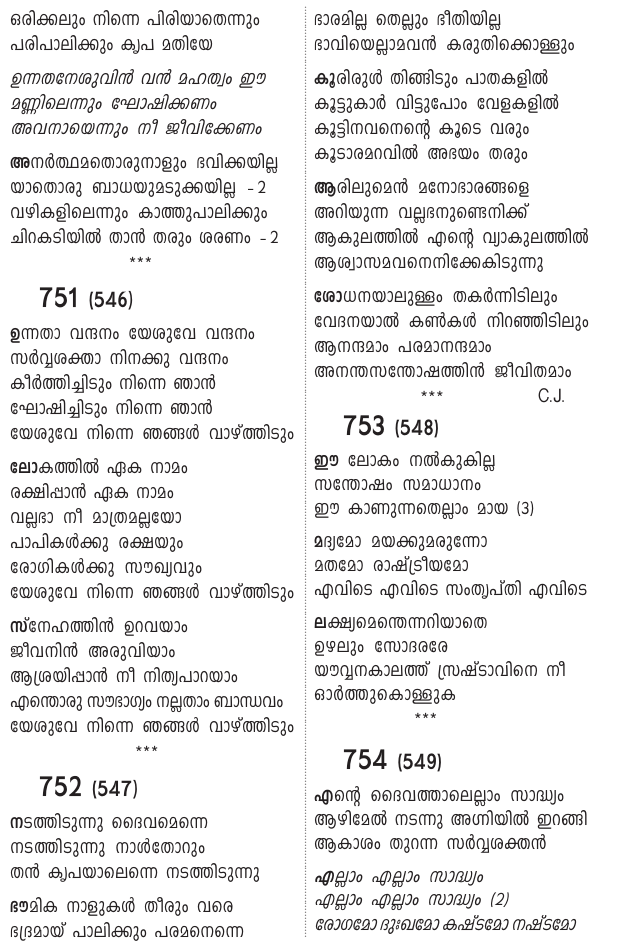 ഒരിക്കലും നിന്നെ പിരിയാതെന്നും
പരിപാലിക്കും കൃപ മതിയേ
ഉന്നതനേശുവിൻ വൻ മഹത്വം ഈ
മണ്ണിലെന്നും ഘോഷിക്കണം
അവനായെന്നും നീ ജീവിക്കേണം
അനർത്ഥമതൊരുനാളും ഭവിക്കയില്ല
യാതൊരു ബാധയുമടുക്കയില്ല – 2
വഴികളിലെന്നും കാത്തുപാലിക്കും
ചിറകടിയിൽ താൻ തരും ശരണം – 2
***
751 (546)
ഉന്നതാ വന്ദനം യേശുവേ വന്ദനം
സർവ്വശക്താ നിനക്കു വന്ദനം
കീർത്തിച്ചിടും നിന്നെ ഞാൻ
ഘോഷിച്ചിടും നിന്നെ ഞാൻ
യേശുവേ നിന്നെ ഞങ്ങൾ വാഴ്ത്തിടും
ലോകത്തിൽ ഏക നാമം
രക്ഷിപ്പാൻ ഏക നാമം
വല്ലഭാ നീ മാത്രമല്ലയോ
പാപികൾക്കു രക്ഷയും
രോഗികൾക്കു സൗഖ്യവും
യേശുവേ നിന്നെ ഞങ്ങൾ വാഴ്ത്തിടും
സ്നേഹത്തിൻ ഉറവയാം
ജീവനിൻ അരുവിയാം
ആശ്രയിപ്പാൻ നീ നിത്യപാറയാം
എന്തൊരു സൗഭാഗ്യം നല്ലതാം ബാന്ധവം
യേശുവേ നിന്നെ ഞങ്ങൾ വാഴ്ത്തിടും
***
752 (547)
നടത്തിടുന്നു ദൈവമെന്നെ
നടത്തിടുന്നു നാൾതോറും
തൻ കൃപയാലെന്നെ നടത്തിടുന്നു
ഭൗമിക നാളുകൾ തീരും വരെ
ഭദ്രമായ് പാലിക്കും പരമനെന്നെ
ഭാരമില്ല തെല്ലും ഭീതിയില്ല
ഭാവിയെല്ലാമവൻ കരുതിക്കൊള്ളും
കൂരിരുൾ തിങ്ങിടും പാതകളിൽ
കൂട്ടുകാർ വിട്ടുപോം വേളകളിൽ
കൂട്ടിനവനെന്റെ കൂടെ വരും
കൂടാരമറവിൽ അഭയം തരും
ആരിലുമെൻ മനോഭാരങ്ങളെ
അറിയുന്ന വല്ലഭനുണ്ടെനിക്ക്
ആകുലത്തിൽ എന്റെ വ്യാകുലത്തിൽ
ആശ്വാസമവനെനിക്കേകിടുന്നു
ശോധനയാലുള്ളം തകർന്നിടിലും
വേദനയാൽ കൺകൾ നിറഞ്ഞിടിലും
ആനന്ദമാം പരമാനന്ദമാം
അനന്തസന്തോഷത്തിൻ ജീവിതമാം
*** C.J.
753 (548)
ഈ ലോകം നൽകുകില്ല
സന്തോഷം സമാധാനം
ഈ കാണുന്നതെല്ലാം മായ (3)
മദ്യമോ മയക്കുമരുന്നോ
മതമോ രാഷ്ട്രീയമോ
എവിടെ എവിടെ സംതൃപ്തി എവിടെ
ലക്ഷ്യമെന്തെന്നറിയാതെ
ഉഴലും സോദരരേ
യൗവ്വനകാലത്ത് സ്രഷ്ടാവിനെ നീ
ഓർത്തുകൊള്ളുക
***
754 (549)
എന്റെ ദൈവത്താലെല്ലാം സാദ്ധ്യം
ആഴിമേൽ നടന്നു അഗ്നിയിൽ ഇറങ്ങി
ആകാശം തുറന്ന സർവ്വശക്തൻ
എല്ലാം എല്ലാം സാദ്ധ്യം
എല്ലാം എല്ലാം സാദ്ധ്യം (2)
രോഗമോ ദുഃഖമോ കഷ്ടമോ നഷ്ടമോ